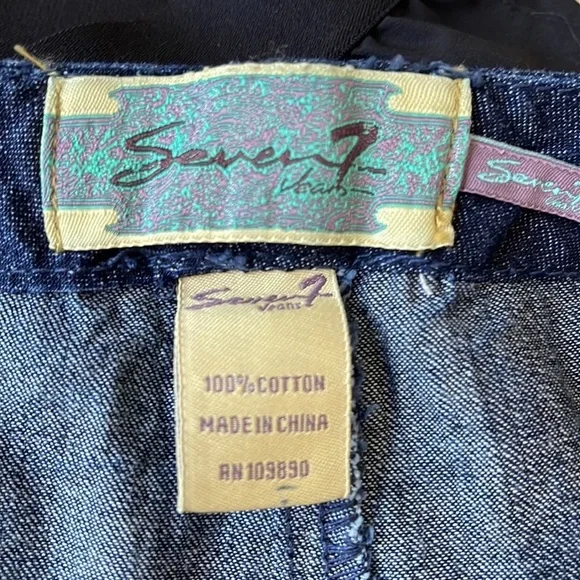 Seven7
Jeans
Seven
Seven7
Jeans
100% COTTON
MADE IN CHINA
RN 109890